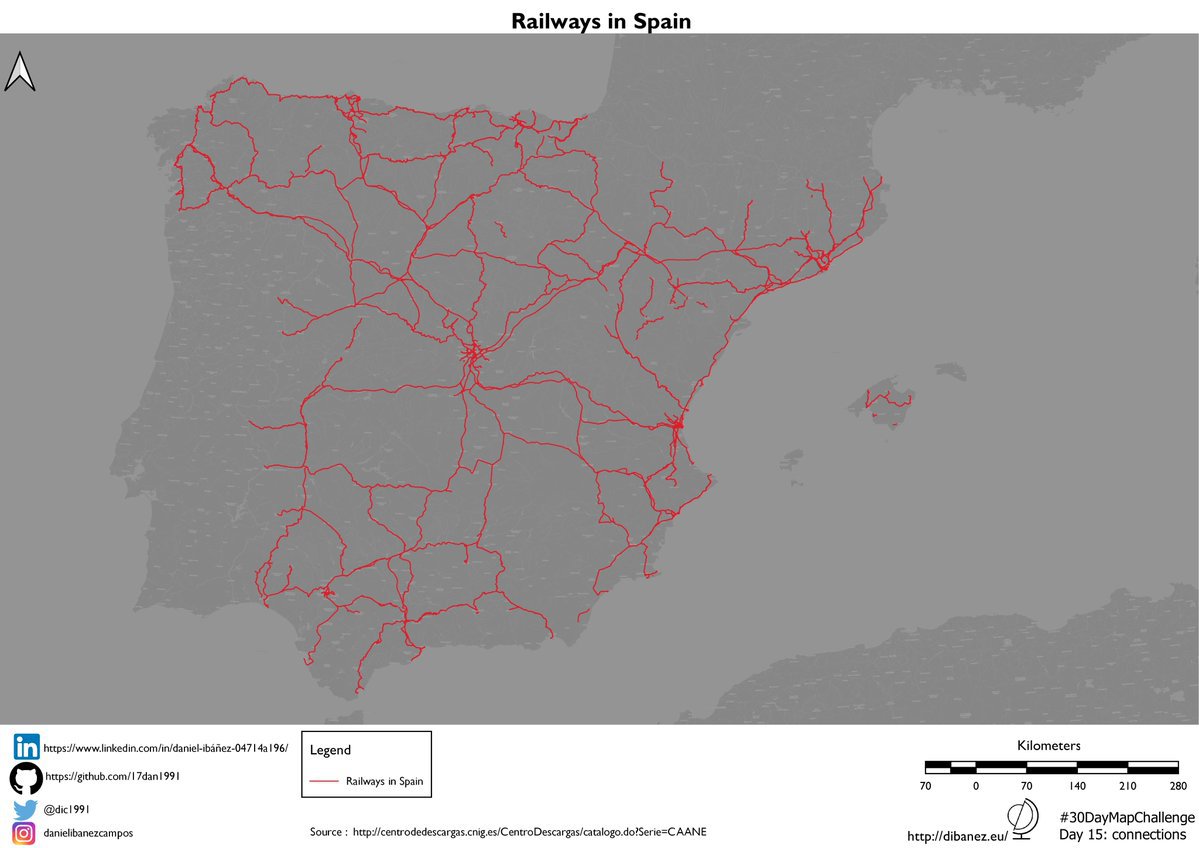 Railways in Spain
in https://www.linkedin.com/in/daniel-ibáñez-04714a196/
https://github.com/17dan1991
@dic1991
danielibanezcampos
Legend
Railways in Spain
Source : http://centrodedescargas.cnig.es/CentroDescargas/catalogo.do?Serie=CAANE
Kilometers
70 0 70 140 210 280
http://dibanez.eu/
#30DayMapChallenge
Day 15: connections